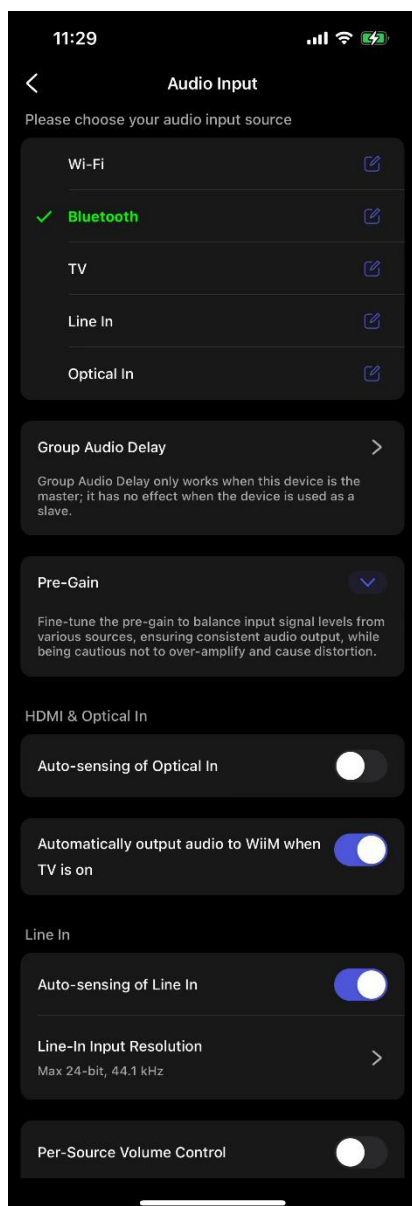 11:29
Audio Input
Please choose your audio input source
Wi-Fi
Bluetooth
TV
Line In
Optical In
Group Audio Delay
Group Audio Delay only works when this device is the
master; it has no effect when the device is used as a
slave.
Pre-Gain
Fine-tune the pre-gain to balance input signal levels from
various sources, ensuring consistent audio output, while
being cautious not to over-amplify and cause distortion.
HDMI & Optical In
Auto-sensing of Optical In
Automatically output audio to WiiM when
TV is on
Line In
Auto-sensing of Line In
Line-In Input Resolution
Max 24-bit, 44.1 kHz
Per-Source Volume Control